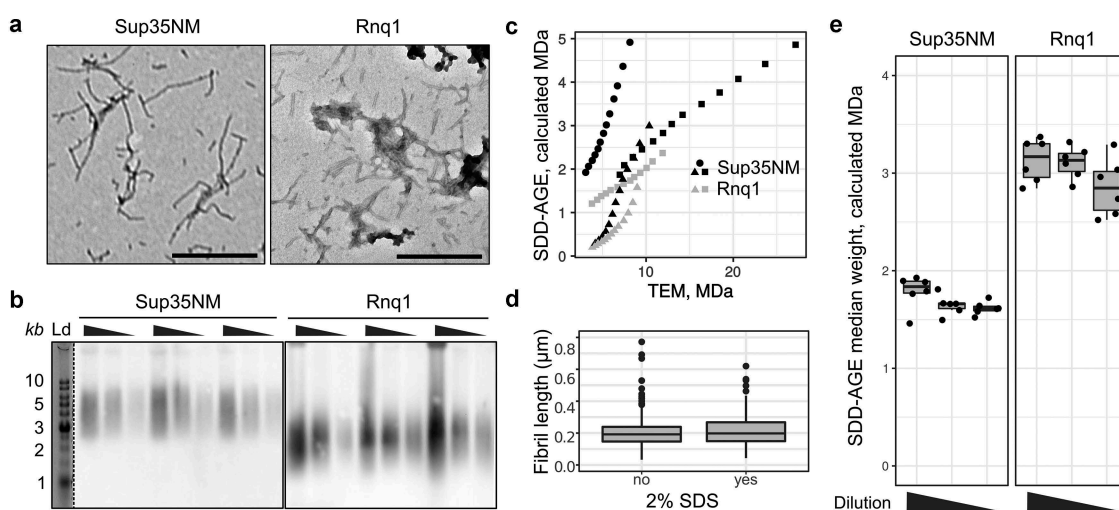 a
Sup35NM
Rnq1
b
Sup35NM
Rnq1
kb Ld
10
5
3
2
1
c
SDD-AGE, calculated MDa
5
4
3
2
1
0
Sup35NM
Rnq1
10
20
TEM, MDa
d
Fibril length (μm)
0.8
0.6
0.4
0.2
0.0
no
yes
2% SDS
e
Sup35NM
Rnq1
SDD-AGE median weight, calculated MDa
4
3
2
1
0
Dilution